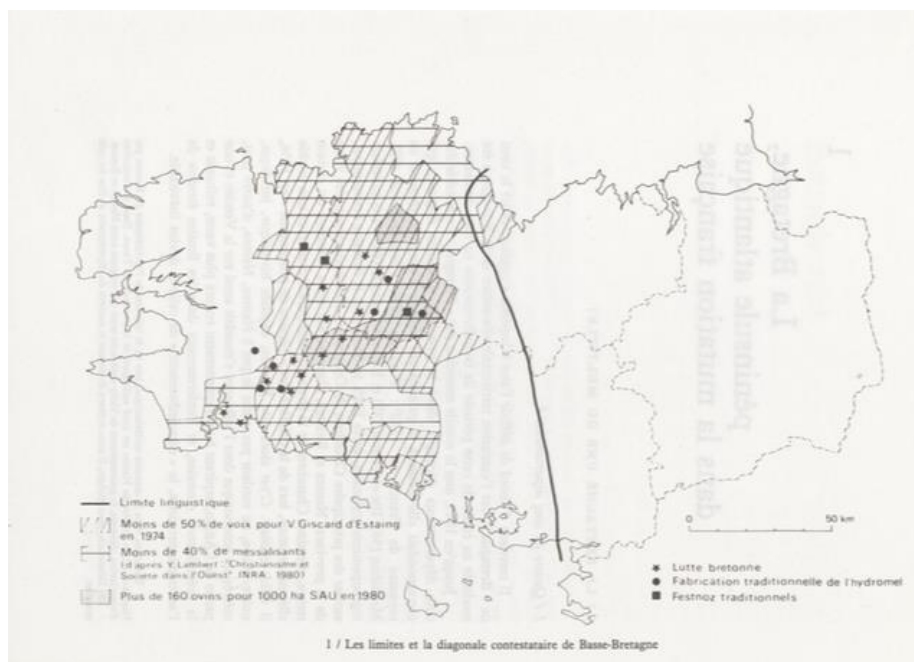 Limite linguistique
Moins de 50% de voix pour V Giscard d'Estaing
en 1974
Moins de 40% de messalisants
(d'après Y. Lambert : "Christianisme et
Société dans l'Ouest" INRA, 1980)
Plus de 160 ovins pour 1000 ha SAU en 1980
0 50 km
Lutte bretonne
Fabrication traditionnelle de l'hydromel
Festnoz traditionnels
1 / Les limites et la diagonale contestataire de Basse-Bretagne